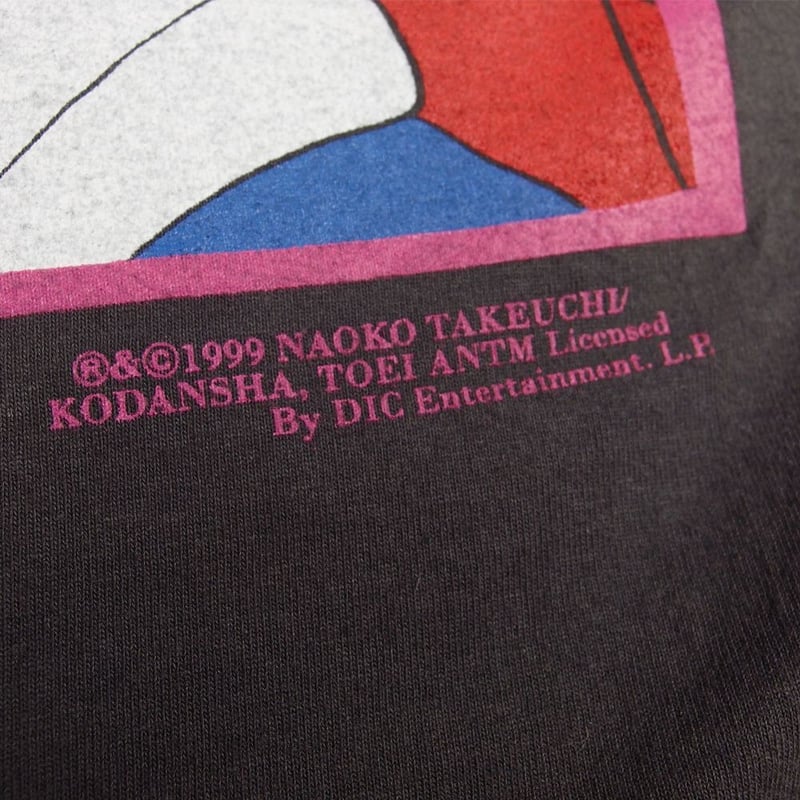 ®&©1999 NAOKO TAKEUCHI/
KODANSHA, TOEI ANTM Licensed
By DIC Entertainment. L.P.